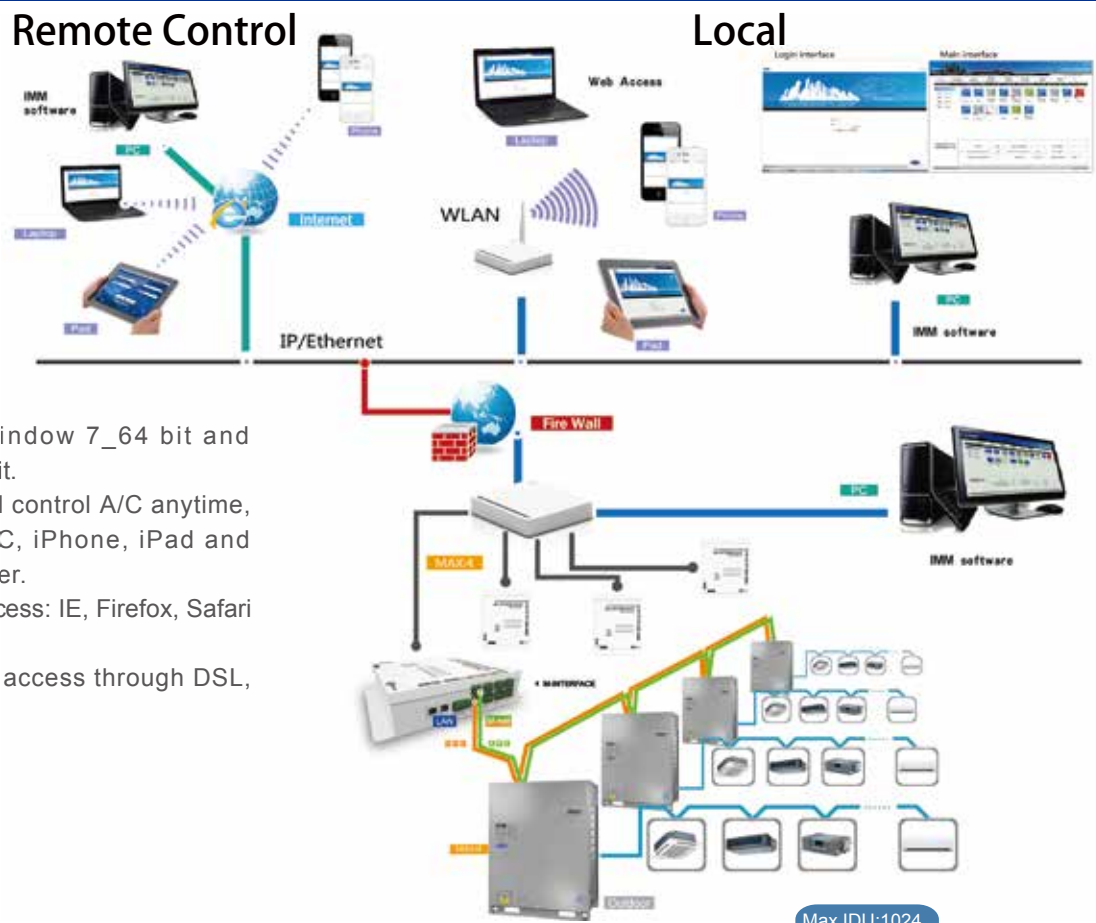 Remote Control
Local
Login interface
Main interface
IMM
software
PC
Phone
Laptop
Internet
Pad
Web Access
Laptop
WLAN
Phone
Pad
PC
IMM software
IP/Ethernet
Fire Wall
PC
IMM software
MAX:4
M-INTERFACE
LAN
Outdoor
Max IDU:1024
indow 7_64 bit and
it.
l control A/C anytime,
C, iPhone, iPad and
er.
cess: IE, Firefox, Safari
access through DSL,